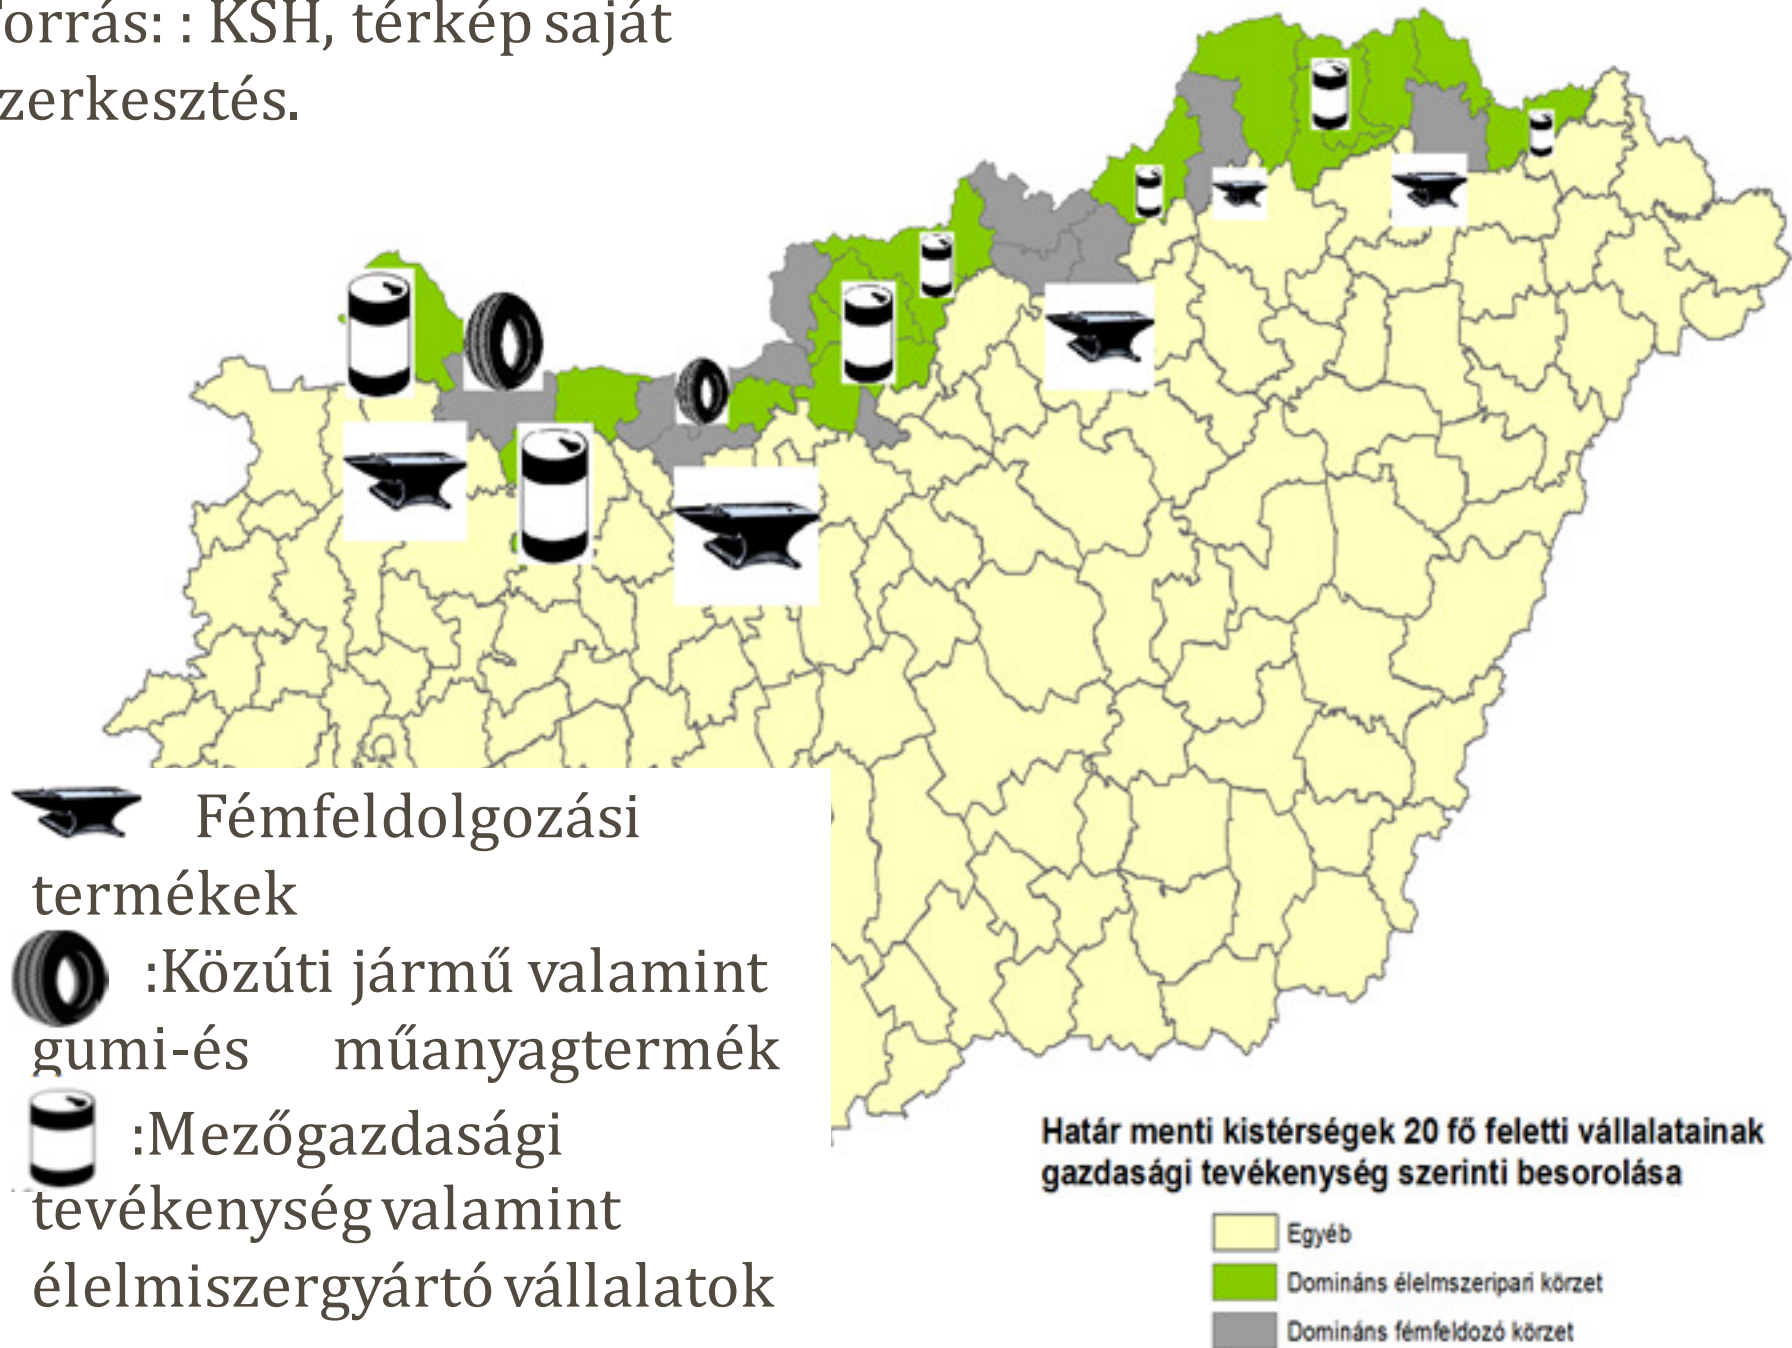 orrás: : KSH, térkép saját
zerkesztés.
Fémfeldolgozási
termékek
:Közúti jármű valamint
gumi-és műanyagtermék
:Mezőgazdasági
tevékenység valamint
élelmiszergyártó vállalatok
Határ menti kistérségek 20 fő feletti vállalatainak
gazdasági tevékenység szerinti besorolása
Egyéb
Domináns élelmszeripari körzet
Domináns fémfeldozó körzet